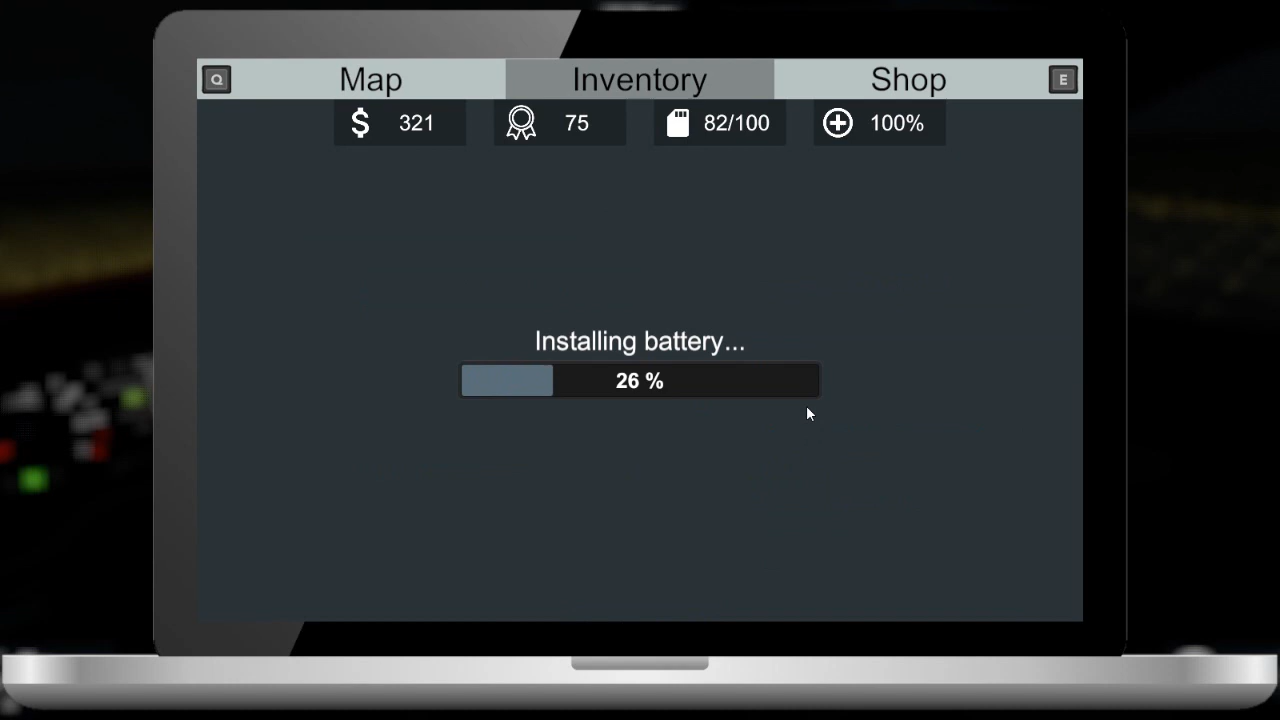 Q Map Inventory Shop E
$ 321 75 82/100 100%
Installing battery...
26 %